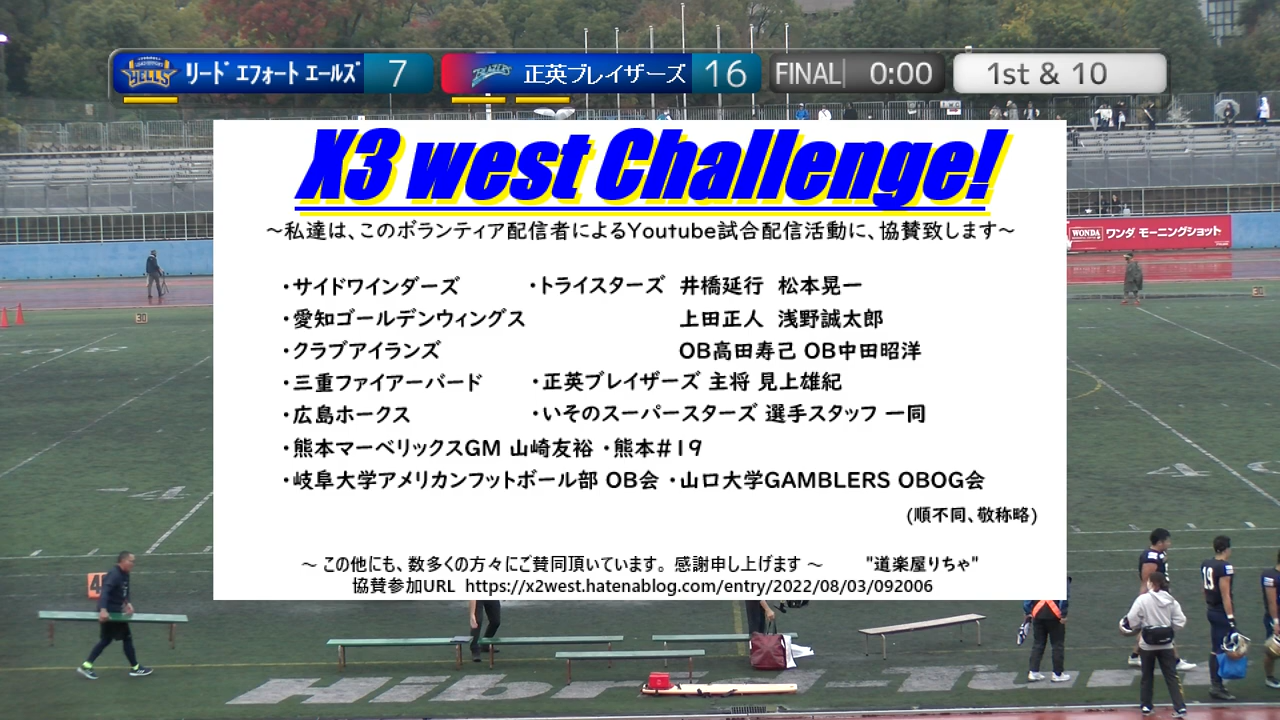 YELLS リード エフォート エールズ 7 BLAZERS 正英ブレイザーズ 16 FINAL 0:00 1st & 10
X3 west Challenge!
～私達は、このボランティア配信者によるYoutube試合配信活動に、協賛致します～
WONDA ワンダ モーニングショット
・サイドワインダーズ ・トライスターズ 井橋延行 松本晃一
・愛知ゴールデンウィングス 上田正人 浅野誠太郎
・クラブアイランズ OB高田寿己 OB中田昭洋
・三重ファイアーバード ・正英ブレイザーズ 主将 見上雄紀
・広島ホークス ・いそのスーパースターズ 選手スタッフ 一同
・熊本マーベリックスGM 山崎友裕 ・熊本#19
・岐阜大学アメリカンフットボール部 OB会 ・山口大学GAMBLERS OBOG会
(順不同、敬称略)
～ この他にも、数多くの方々にご賛同頂いています。感謝申し上げます ～ "道楽屋りちゃ"
協賛参加URL https://x2west.hatenablog.com/entry/2022/08/03/092006
30
30
4
4
4
19
Hibrid-Turf